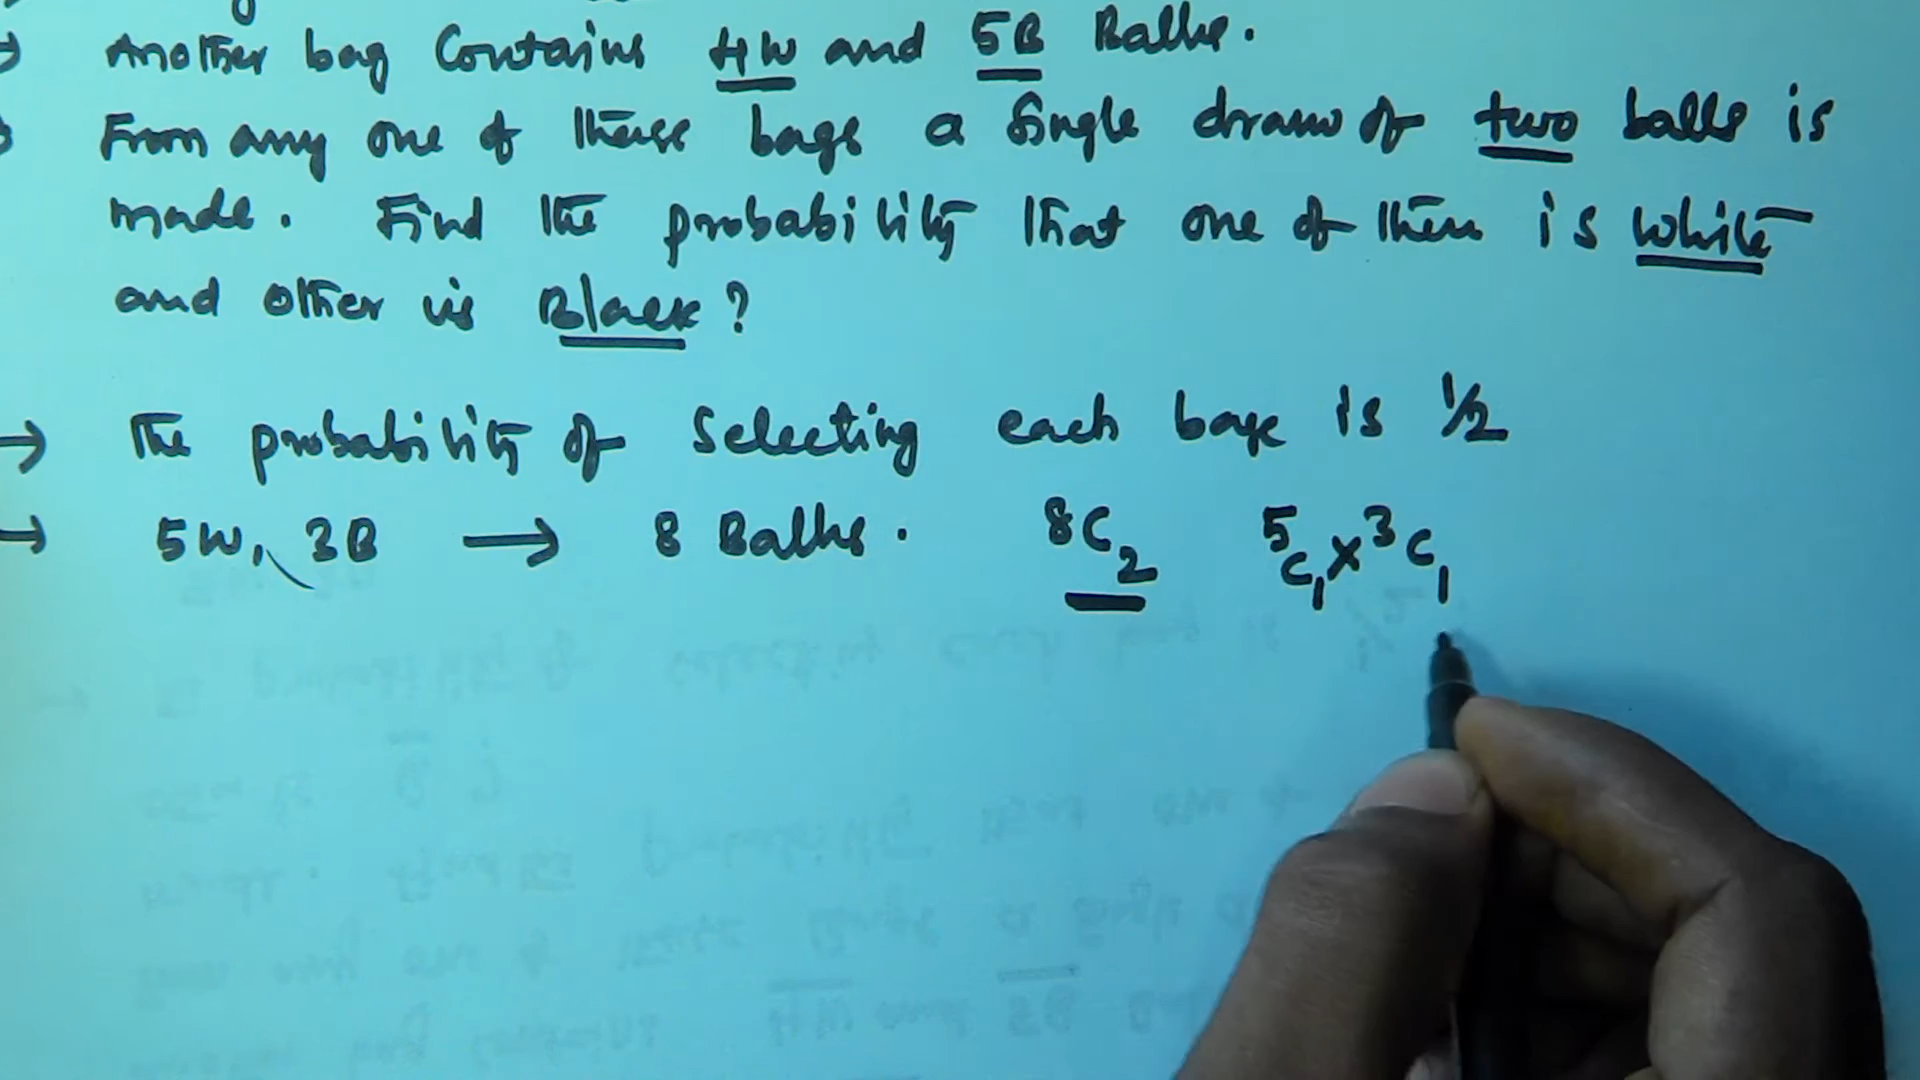 → Another bag Contains 4W and 5B Balls.
→ From any one of these bags a Single draw of two balls is
made. Find the probability that one of them is white
and other is Black?
→ The probability of Selecting each bag is 1/2
→ 5W, 3B → 8 Balls. 8C2 5C1 x 3C1